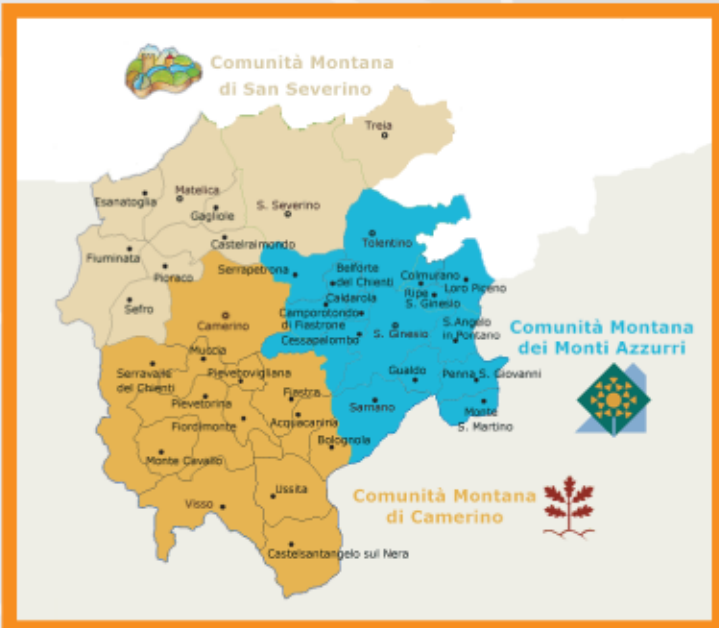 Comunità Montana
di San Severino
Treia
Esanatoglia
Matelica
Gagliole
S. Severino
Castelraimondo
Tolentino
Fiuminata
Pioraco
Serrapetrona
Belforte
del Chienti
Colmurano
Loro Piceno
Ripe
S. Ginesio
Caldarola
Sefro
Camerino
Camporotondo
di Fiastrone
S. Ginesio
S.Angelo
in Pontano
Cessapalombo
Comunità Montana
dei Monti Azzurri
Muccia
Serravalle
del Chienti
Pievebovigliana
Gualdo
Penna S. Giovanni
Fiastra
Pievetorina
Sarnano
Monte
S. Martino
Acquacanina
Fiordimonte
Bolognola
Monte Cavallo
Ussita
Visso
Comunità Montana
di Camerino
Castelsantangelo sul Nera